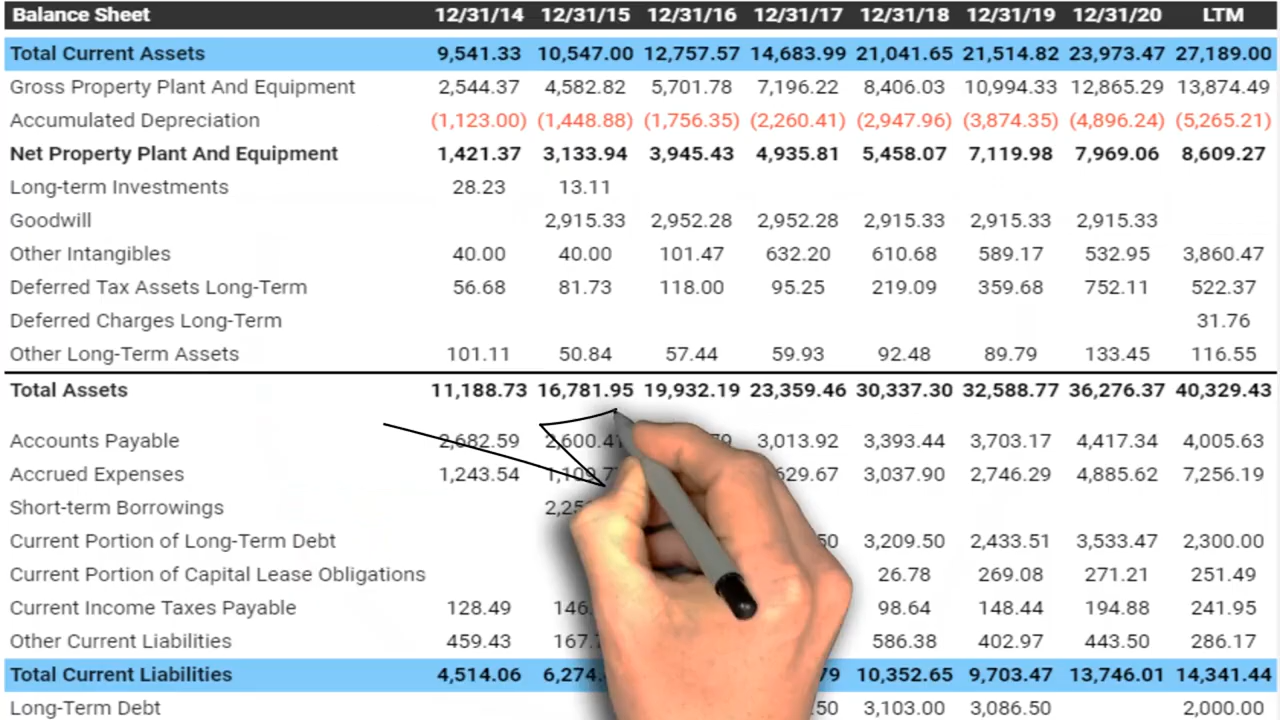 Balance Sheet 12/31/14 12/31/15 12/31/16 12/31/17 12/31/18 12/31/19 12/31/20 LTM
Total Current Assets 9,541.33 10,547.00 12,757.57 14,683.99 21,041.65 21,514.82 23,973.47 27,189.00
Gross Property Plant And Equipment 2,544.37 4,582.82 5,701.78 7,196.22 8,406.03 10,994.33 12,865.29 13,874.49
Accumulated Depreciation (1,123.00) (1,448.88) (1,756.35) (2,260.41) (2,947.96) (3,874.35) (4,896.24) (5,265.21)
Net Property Plant And Equipment 1,421.37 3,133.94 3,945.43 4,935.81 5,458.07 7,119.98 7,969.06 8,609.27
Long-term Investments 28.23 13.11
Goodwill 2,915.33 2,952.28 2,952.28 2,915.33 2,915.33 2,915.33
Other Intangibles 40.00 40.00 101.47 632.20 610.68 589.17 532.95 3,860.47
Deferred Tax Assets Long-Term 56.68 81.73 118.00 95.25 219.09 359.68 752.11 522.37
Deferred Charges Long-Term 31.76
Other Long-Term Assets 101.11 50.84 57.44 59.93 92.48 89.79 133.45 116.55
Total Assets 11,188.73 16,781.95 19,932.19 23,359.46 30,337.30 32,588.77 36,276.37 40,329.43
Accounts Payable 2,682.59 3,013.92 3,393.44 3,703.17 4,417.34 4,005.63
Accrued Expenses 1,243.54 3,037.90 2,746.29 4,885.62 7,256.19
Short-term Borrowings
Current Portion of Long-Term Debt 3,209.50 2,433.51 3,533.47 2,300.00
Current Portion of Capital Lease Obligations 26.78 269.08 271.21 251.49
Current Income Taxes Payable 128.49 98.64 148.44 194.88 241.95
Other Current Liabilities 459.43 586.38 402.97 443.50 286.17
Total Current Liabilities 4,514.06 10,352.65 9,703.47 13,746.01 14,341.44
Long-Term Debt 3,103.00 3,086.50 2,000.00